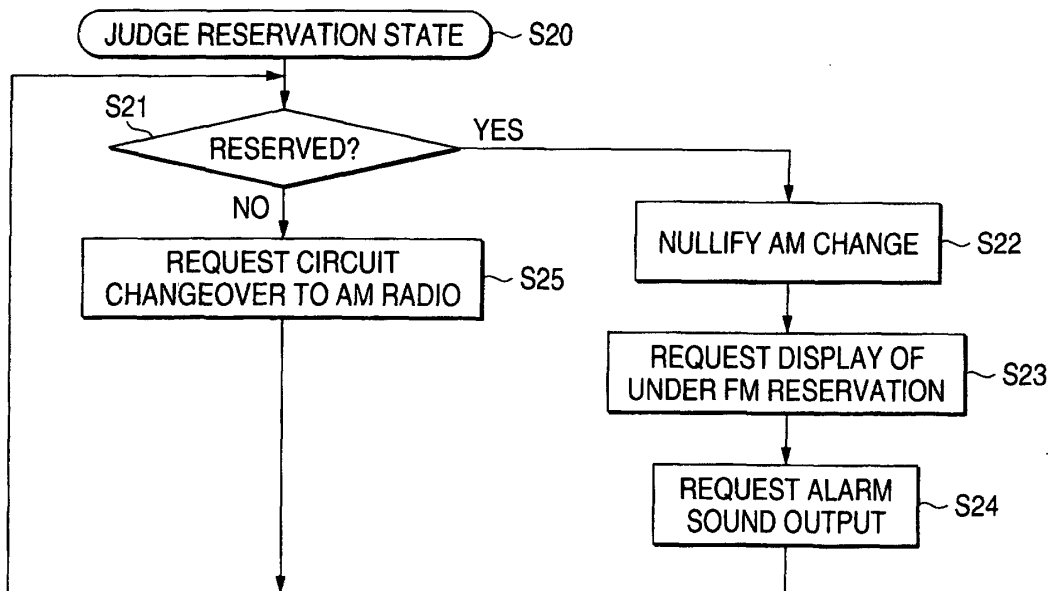 JUDGE RESERVATION STATE
S20
S21
RESERVED?
YES
NO
NULLIFY AM CHANGE
S22
REQUEST CIRCUIT
CHANGEOVER TO AM RADIO
S25
REQUEST DISPLAY OF
UNDER FM RESERVATION
S23
REQUEST ALARM
SOUND OUTPUT
S24